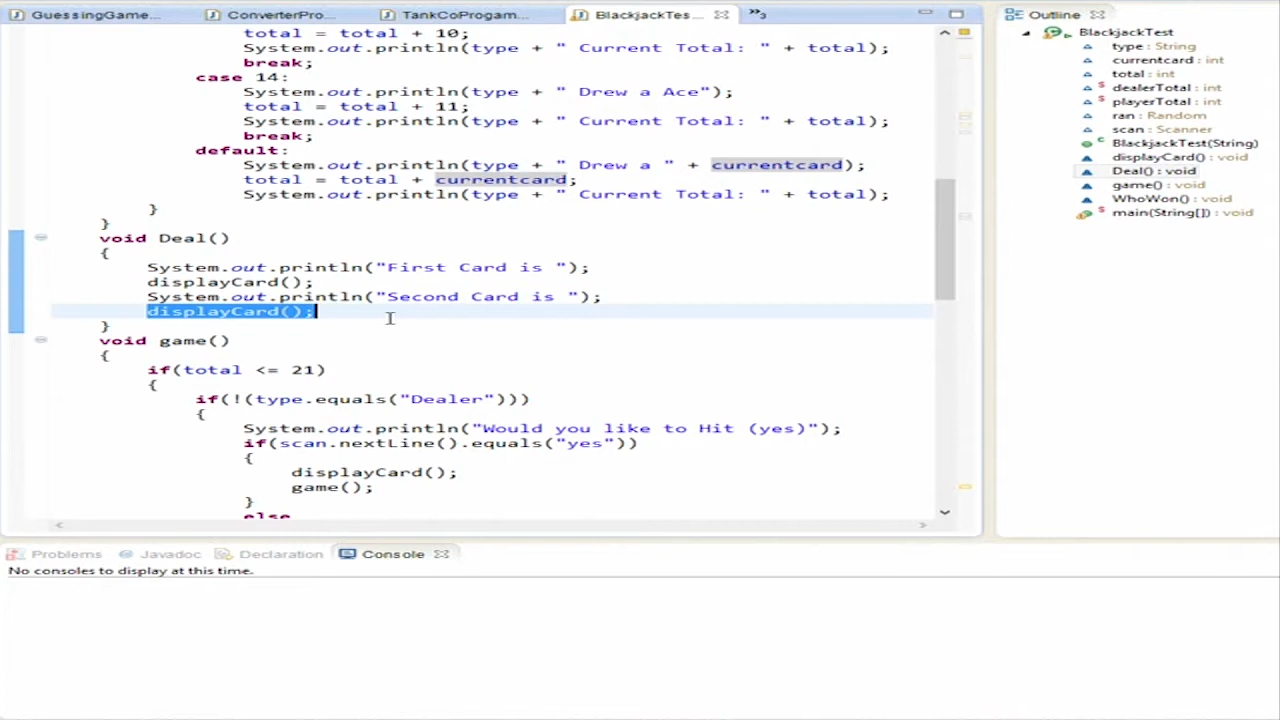 GuessingGame... ConverterPro... TankCoProgam... BlackjackTes... »3
total = total + 10;
System.out.println(type + " Current Total: " + total);
break;
case 14:
System.out.println(type + " Drew a Ace");
total = total + 11;
System.out.println(type + " Current Total: " + total);
break;
default:
System.out.println(type + " Drew a " + currentcard);
total = total + currentcard;
System.out.println(type + " Current Total: " + total);
}
}
void Deal()
{
System.out.println("First Card is ");
displayCard();
System.out.println("Second Card is ");
displayCard();
}
void game()
{
if(total <= 21)
{
if(!(type.equals("Dealer")))
{
System.out.println("Would you like to Hit (yes)");
if(scan.nextLine().equals("yes"))
{
displayCard();
game();
}
else
Outline
BlackjackTest
type : String
currentcard : int
total : int
dealerTotal : int
playerTotal : int
ran : Random
scan : Scanner
BlackjackTest(String)
displayCard() : void
Deal() : void
game() : void
WhoWon() : void
main(String[]) : void
Problems Javadoc Declaration Console
No consoles to display at this time.